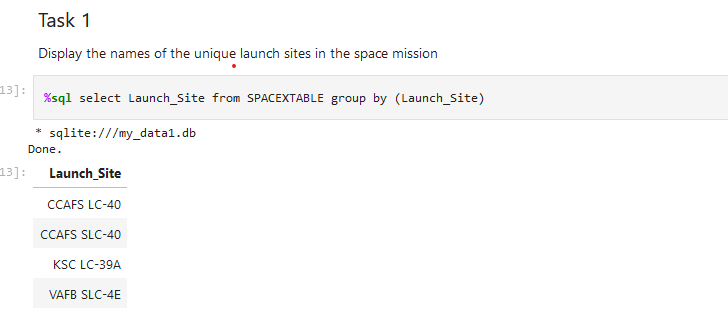 Task 1
Display the names of the unique launch sites in the space mission
13]: %sql select Launch_Site from SPACEXTABLE group by (Launch_Site)
* sqlite:///my_data1.db
Done.
13]: Launch_Site
CCAFS LC-40
CCAFS SLC-40
KSC LC-39A
VAFB SLC-4E